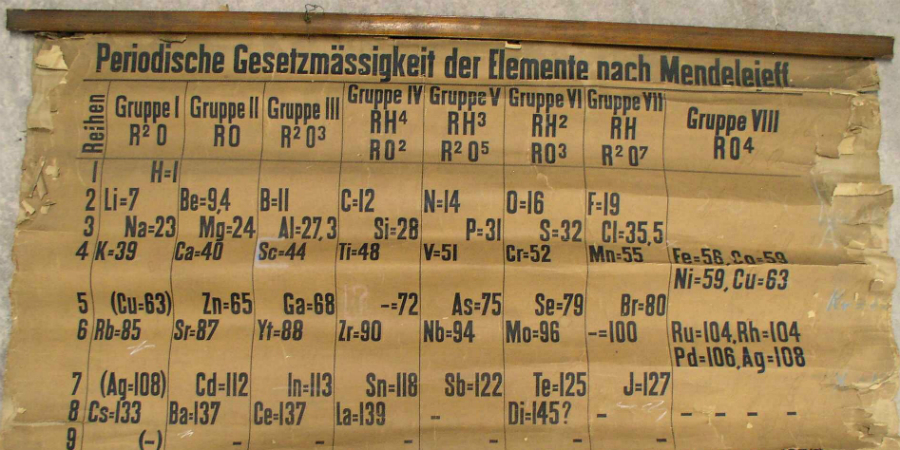 Periodische Gesetzmässigkeit der Elemente nach Mendelejeff.
Reihen Gruppe I Gruppe II Gruppe III Gruppe IV Gruppe V Gruppe VI Gruppe VII Gruppe VIII
RH⁴ RH³ RH² RH
R²O RO R²O³ RO² R²O⁵ RO³ R²O⁷ RO⁴
1 H=1
2 Li=7 Be=9,4 B=11 C=12 N=14 O=16 F=19
3 Na=23 Mg=24 Al=27,3 Si=28 P=31 S=32 Cl=35,5
4 K=39 Ca=40 Sc=44 Ti=48 V=51 Cr=52 Mn=55 Fe=56, Co=59
Ni=59, Cu=63
5 (Cu=63) Zn=65 Ga=68 -=72 As=75 Se=79 Br=80
6 Rb=85 Sr=87 Yt=88 Zr=90 Nb=94 Mo=96 -=100 Ru=104, Rh=104
Pd=106, Ag=108
7 (Ag=108) Cd=112 In=113 Sn=118 Sb=122 Te=125 J=127
8 Cs=133 Ba=137 Ce=137 La=139 - Di=145? - - - - -
9 (-) - - - - - -